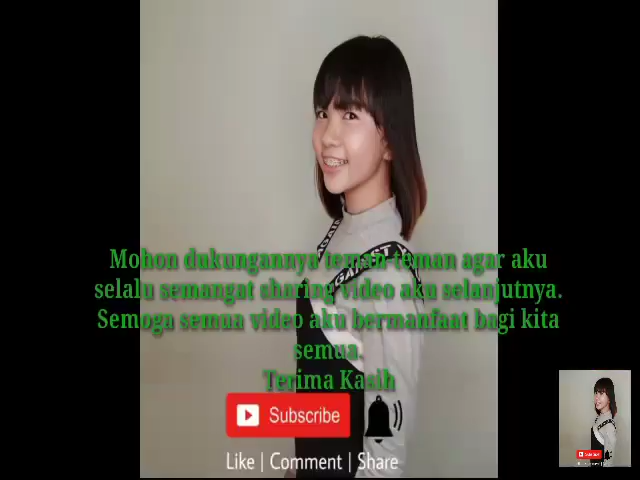 Mohon dukungannya teman-teman agar aku
selalu semangat sharing video aku selanjutnya.
Semoga semua video aku bermanfaat bagi kita
semua.
Terima Kasih
Subscribe
Like | Comment | Share